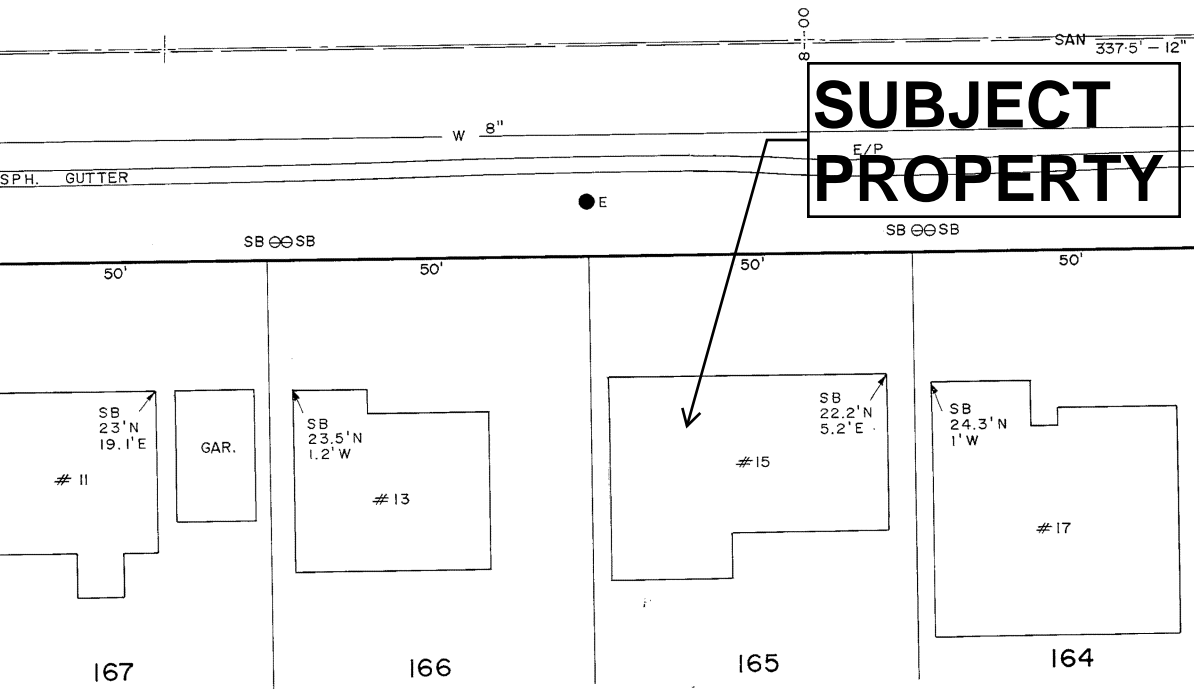 8+00
SAN 337.5' - 12"
SUBJECT
PROPERTY
W 8"
E/P
SPH. GUTTER
E
SB SB
SB SB
50'
50'
50'
50'
SB
23'N
19.1'E
GAR.
# 11
SB
23.5'N
1.2'W
# 13
SB
22.2'N
5.2'E
# 15
SB
24.3'N
1'W
# 17
167
166
165
164